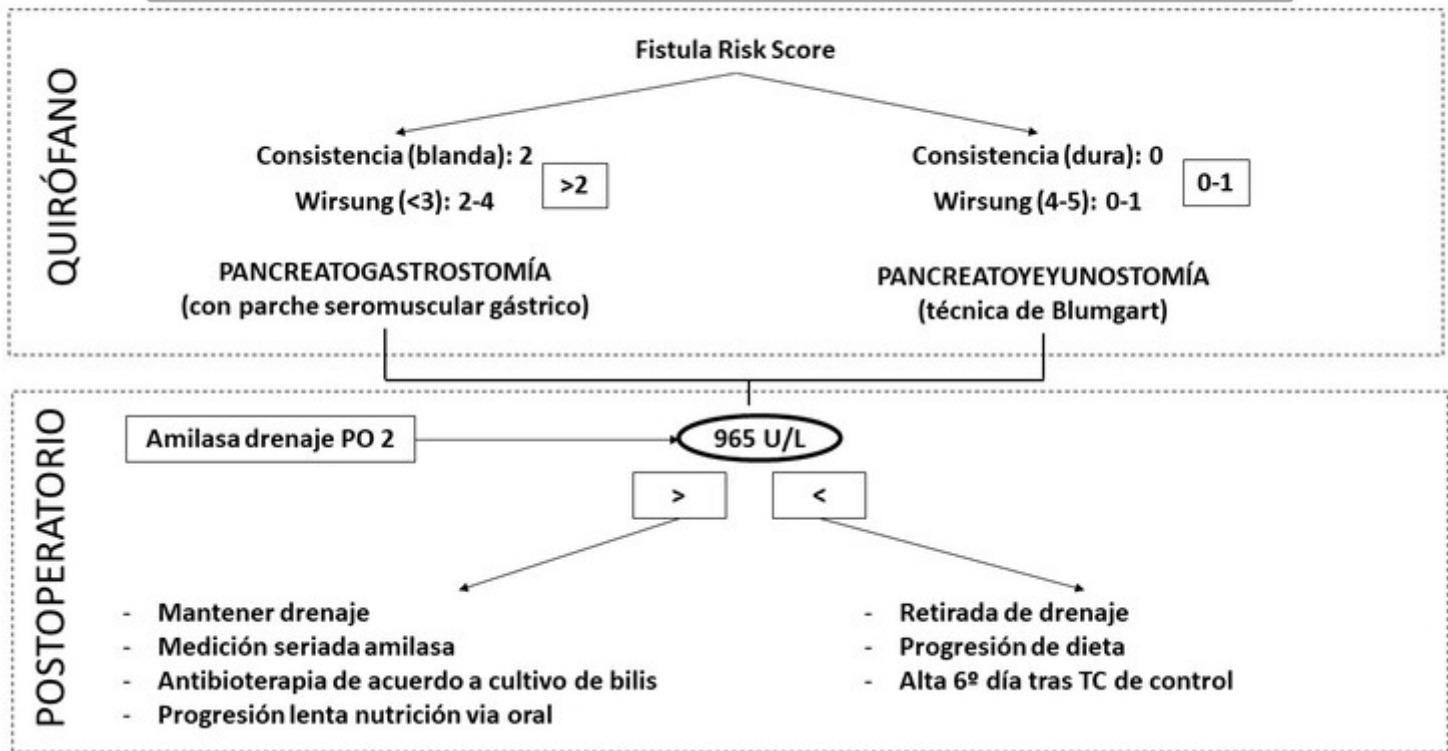 QUIRÓFANO
Fistula Risk Score
Consistencia (blanda): 2
Wirsung (<3): 2-4
>2
Consistencia (dura): 0
Wirsung (4-5): 0-1
0-1
PANCREATOGASTROSTOMÍA
(con parche seromuscular gástrico)
PANCREATOYEYUNOSTOMÍA
(técnica de Blumgart)
POSTOPERATORIO
Amilasa drenaje PO 2
965 U/L
>
<
- Mantener drenaje
- Medición seriada amilasa
- Antibioterapia de acuerdo a cultivo de bilis
- Progresión lenta nutrición via oral
- Retirada de drenaje
- Progresión de dieta
- Alta 6º día tras TC de control